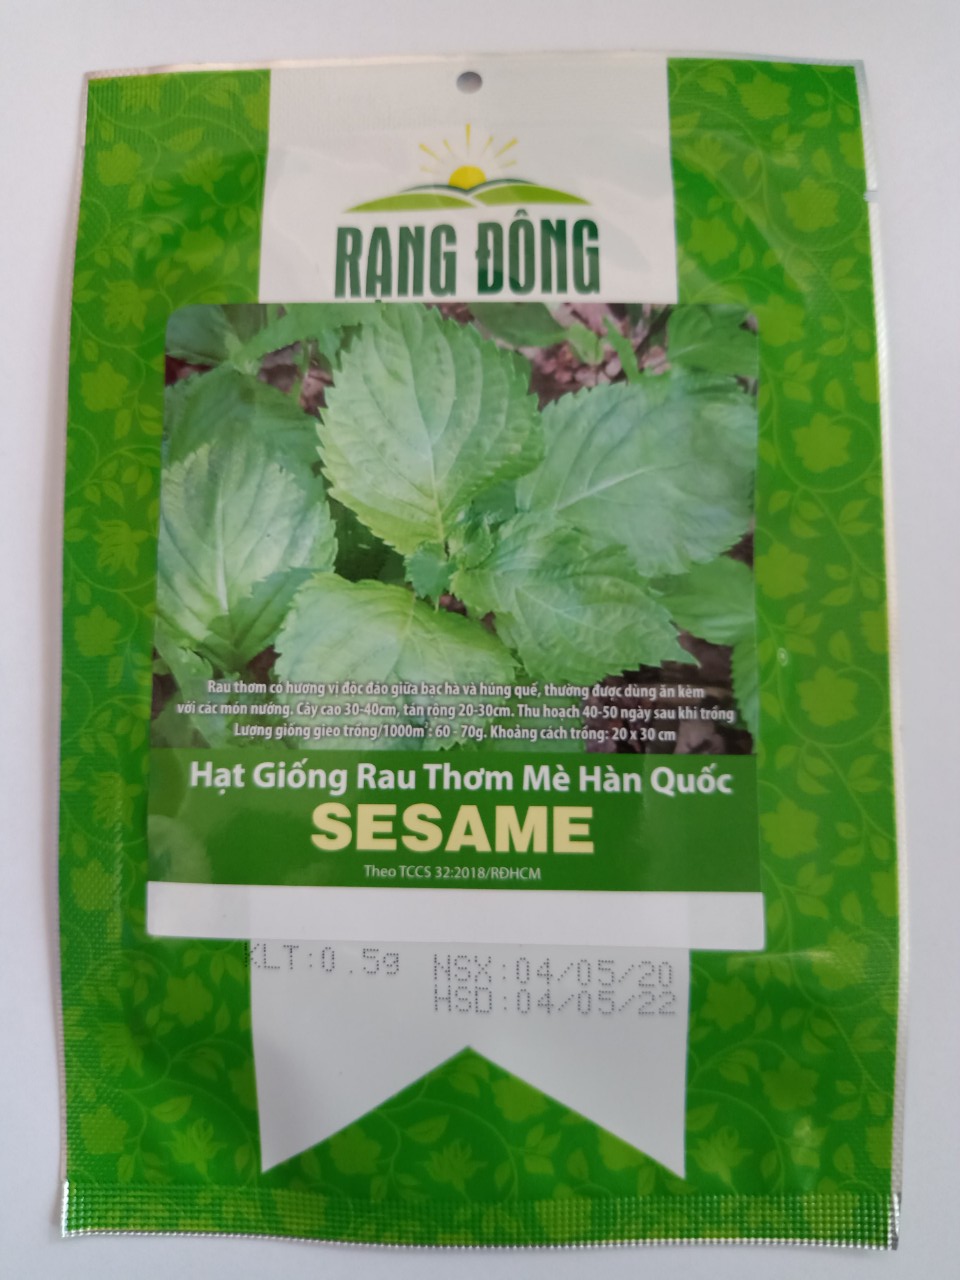 RẠNG ĐÔNG
Rau thơm có hương vị độc đáo giữa bạc hà và húng quế, thường được dùng ăn kèm
với các món nướng. Cây cao 30-40cm, tán rộng 20-30cm. Thu hoạch 40-50 ngày sau khi trồng
Lượng giống gieo trồng/1000m²: 60 - 70g. Khoảng cách trồng: 20 x 30 cm
Hạt Giống Rau Thơm Mè Hàn Quốc
SESAME
Theo TCCS 32:2018/RĐHCM
KLT:0.5g
NSX:04/05/20
HSD:04/05/22